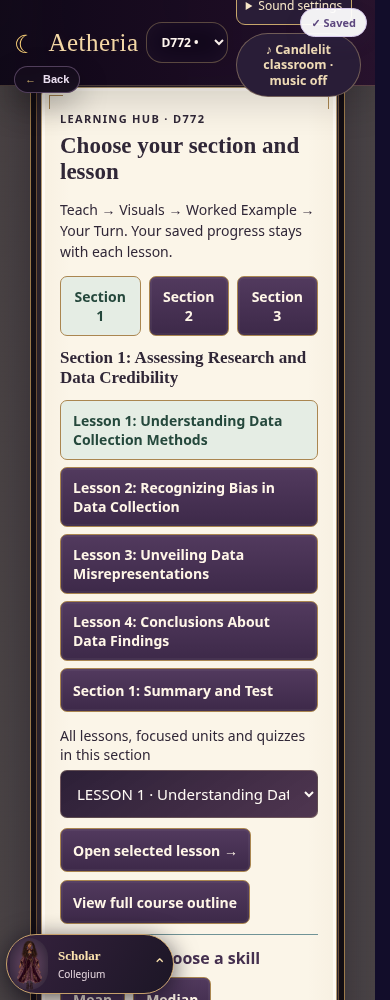 ▶ Sound settings
✓ Saved
☾ Aetheria
D772 •
♪ Candlelit
classroom ·
music off
← Back
LEARNING HUB · D772
Choose your section and
lesson
Teach → Visuals → Worked Example →
Your Turn. Your saved progress stays
with each lesson.
Section
1
Section
2
Section
3
Section 1: Assessing Research and
Data Credibility
Lesson 1: Understanding Data
Collection Methods
Lesson 2: Recognizing Bias in
Data Collection
Lesson 3: Unveiling Data
Misrepresentations
Lesson 4: Conclusions About
Data Findings
Section 1: Summary and Test
All lessons, focused units and quizzes
in this section
LESSON 1 · Understanding Dat
Open selected lesson →
View full course outline
Scholar
Collegium
oose a skill
Mean
Median